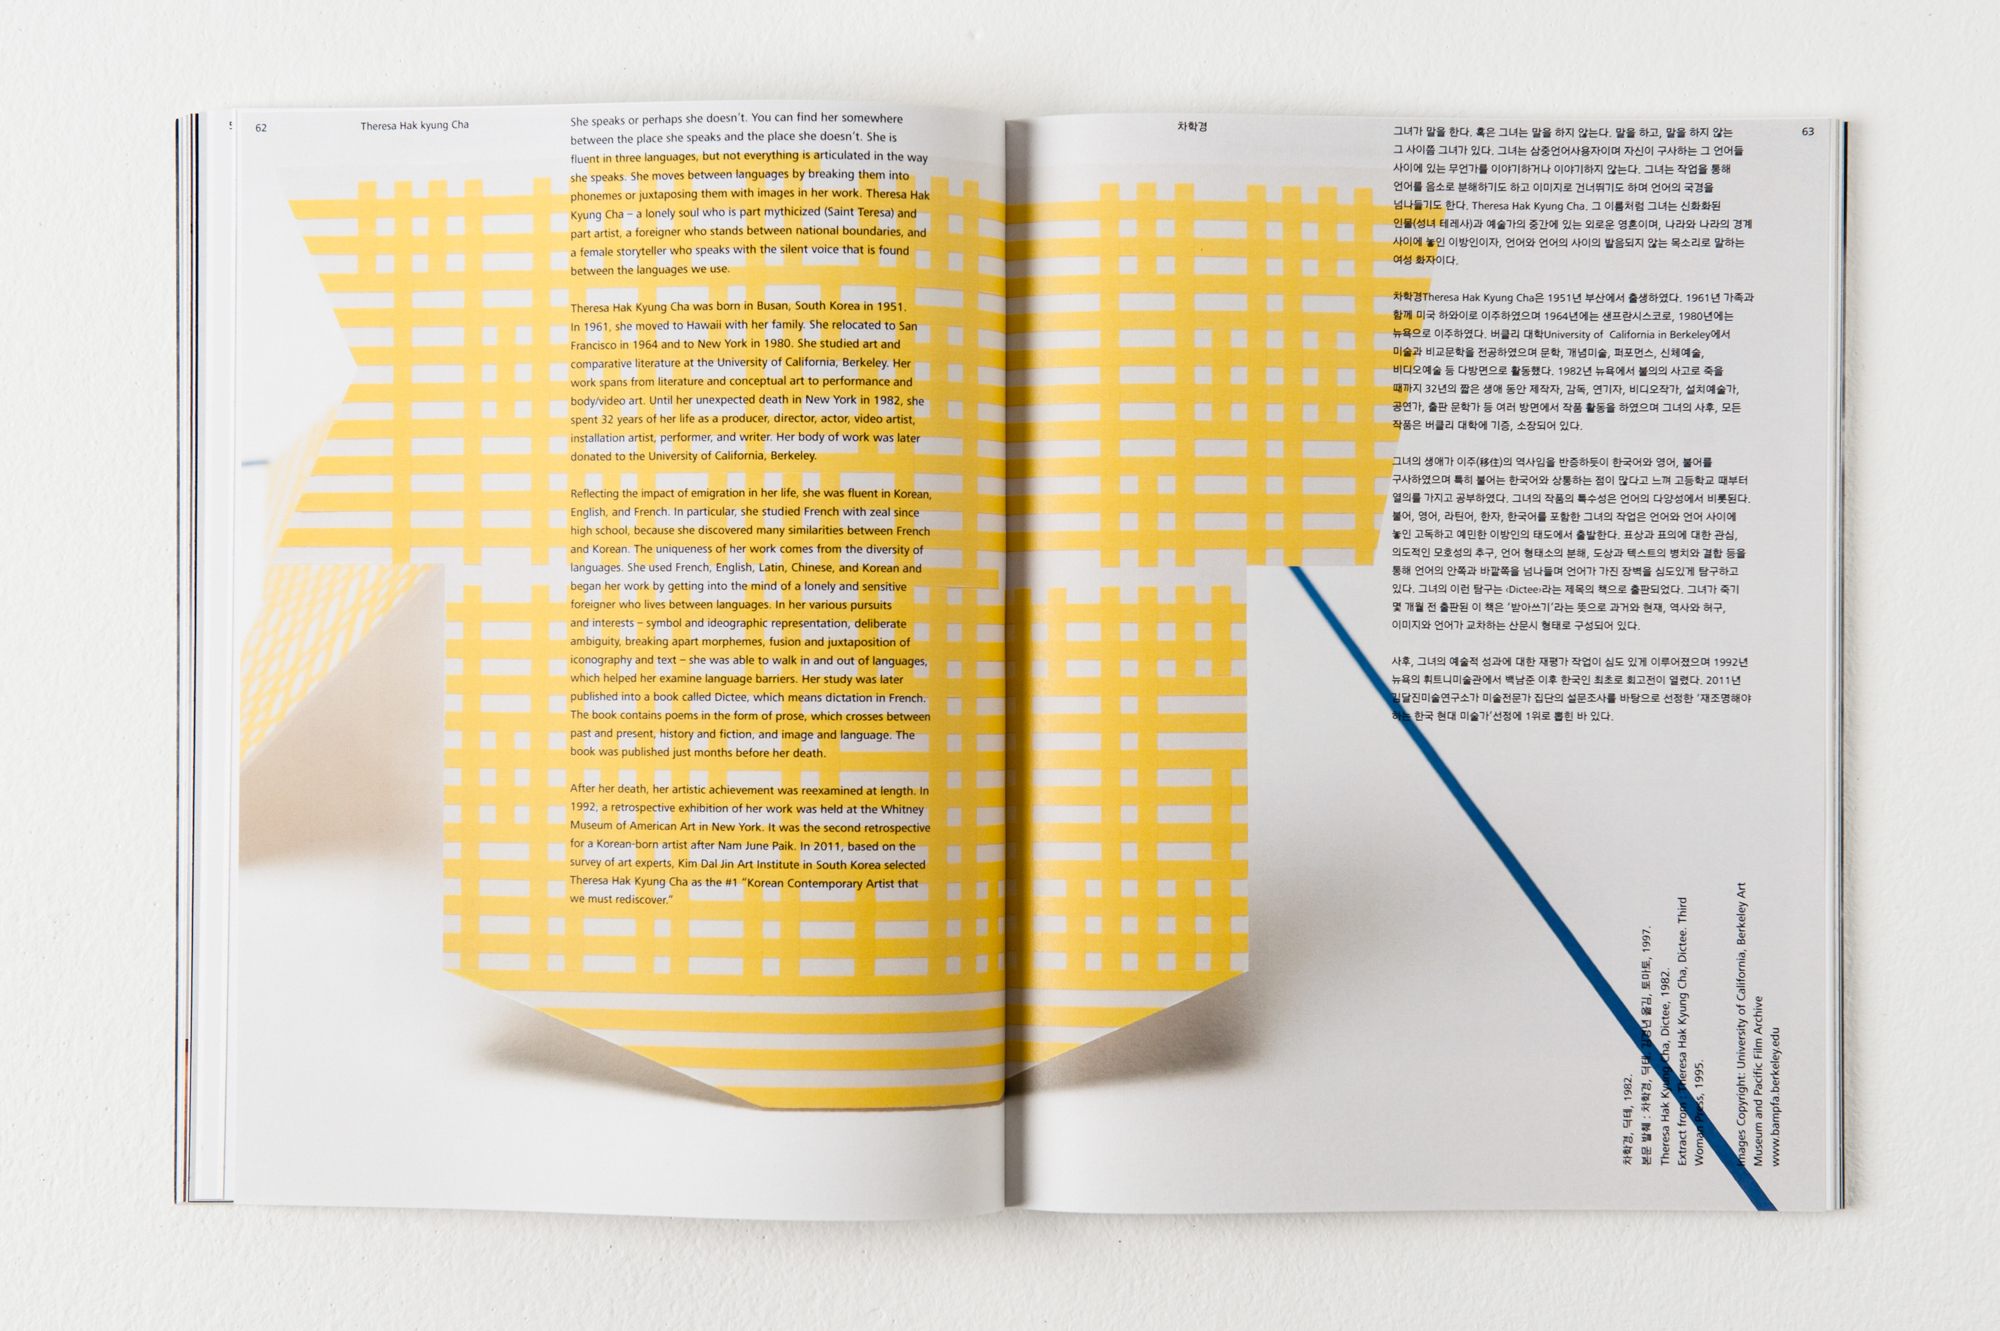 62
Theresa Hak kyung Cha
She speaks or perhaps she doesn't. You can find her somewhere
between the place she speaks and the place she doesn't. She is
fluent in three languages, but not everything is articulated in the way
she speaks. She moves between languages by breaking them into
phonemes or juxtaposing them with images in her work. Theresa Hak
Kyung Cha – a lonely soul who is part mythicized (Saint Teresa) and
part artist, a foreigner who stands between national boundaries, and
a female storyteller who speaks with the silent voice that is found
between the languages we use.
Theresa Hak Kyung Cha was born in Busan, South Korea in 1951.
In 1961, she moved to Hawaii with her family. She relocated to San
Francisco in 1964 and to New York in 1980. She studied art and
comparative literature at the University of California, Berkeley. Her
work spans from literature and conceptual art to performance and
body/video art. Until her unexpected death in New York in 1982, she
spent 32 years of her life as a producer, director, actor, video artist,
installation artist, performer, and writer. Her body of work was later
donated to the University of California, Berkeley.
Reflecting the impact of emigration in her life, she was fluent in Korean,
English, and French. In particular, she studied French with zeal since
high school, because she discovered many similarities between French
and Korean. The uniqueness of her work comes from the diversity of
languages. She used French, English, Latin, Chinese, and Korean and
began her work by getting into the mind of a lonely and sensitive
foreigner who lives between languages. In her various pursuits
and interests – symbol and ideographic representation, deliberate
ambiguity, breaking apart morphemes, fusion and juxtaposition of
iconography and text – she was able to walk in and out of languages,
which helped her examine language barriers. Her study was later
published into a book called Dictee, which means dictation in French.
The book contains poems in the form of prose, which crosses between
past and present, history and fiction, and image and language. The
book was published just months before her death.
After her death, her artistic achievement was reexamined at length. In
1992, a retrospective exhibition of her work was held at the Whitney
Museum of American Art in New York. It was the second retrospective
for a Korean-born artist after Nam June Paik. In 2011, based on the
survey of art experts, Kim Dal Jin Art Institute in South Korea selected
Theresa Hak Kyung Cha as the #1 "Korean Contemporary Artist that
we must rediscover."
차학경
63
그녀가 말을 한다. 혹은 그녀는 말을 하지 않는다. 말을 하고, 말을 하지 않는
그 사이쯤 그녀가 있다. 그녀는 삼중언어사용자이며 자신이 구사하는 그 언어들
사이에 있는 무언가를 이야기하거나 이야기하지 않는다. 그녀는 작업을 통해
언어를 음소로 분해하기도 하고 이미지로 건너뛰기도 하며 언어의 국경을
넘나들기도 한다. Theresa Hak Kyung Cha. 그 이름처럼 그녀는 신화화된
인물(성녀 테레사)과 예술가의 중간에 있는 외로운 영혼이며, 나라와 나라의 경계
사이에 놓인 이방인이자, 언어와 언어의 사이의 발음되지 않는 목소리로 말하는
여성 화자이다.
차학경Theresa Hak Kyung Cha은 1951년 부산에서 출생하였다. 1961년 가족과
함께 미국 하와이로 이주하였으며 1964년에는 샌프란시스코로, 1980년에는
뉴욕으로 이주하였다. 버클리 대학University of California in Berkeley에서
미술과 비교문학을 전공하였으며 문학, 개념미술, 퍼포먼스, 신체예술,
비디오예술 등 다방면으로 활동했다. 1982년 뉴욕에서 불의의 사고로 죽을
때까지 32년의 짧은 생애 동안 제작자, 감독, 연기자, 비디오작가, 설치예술가,
공연가, 출판 문학가 등 여러 방면에서 작품 활동을 하였으며 그녀의 사후, 모든
작품은 버클리 대학에 기증, 소장되어 있다.
그녀의 생애가 이주(移住)의 역사임을 반증하듯이 한국어와 영어, 불어를
구사하였으며 특히 불어는 한국어와 상통하는 점이 많다고 느껴 고등학교 때부터
열의를 가지고 공부하였다. 그녀의 작품의 특수성은 언어의 다양성에서 비롯된다.
불어, 영어, 라틴어, 한자, 한국어를 포함한 그녀의 작업은 언어와 언어 사이에
놓인 고독하고 예민한 이방인의 태도에서 출발한다. 표상과 표의에 대한 관심,
의도적인 모호성의 추구, 언어 형태소의 분해, 도상과 텍스트의 병치와 결합 등을
통해 언어의 안쪽과 바깥쪽을 넘나들며 언어가 가진 장벽을 심도있게 탐구하고
있다. 그녀의 이런 탐구는 ‹Dictee›라는 제목의 책으로 출판되었다. 그녀가 죽기
몇 개월 전 출판된 이 책은 '받아쓰기'라는 뜻으로 과거와 현재, 역사와 허구,
이미지와 언어가 교차하는 산문시 형태로 구성되어 있다.
사후, 그녀의 예술적 성과에 대한 재평가 작업이 심도 있게 이루어졌으며 1992년
뉴욕의 휘트니미술관에서 백남준 이후 한국인 최초로 회고전이 열렸다. 2011년
김달진미술연구소가 미술전문가 집단의 설문조사를 바탕으로 선정한 '재조명해야
하는 한국 현대 미술가'선정에 1위로 뽑힌 바 있다.
차학경, 딕테, 1982.
본문 발췌 : 차학경, 딕테, 김경년 옮김, 토마토, 1997.
Theresa Hak Kyung Cha, Dictee, 1982.
Extract from : Theresa Hak Kyung Cha, Dictee. Third
Woman Press, 1995.
Images Copyright: University of California, Berkeley Art
Museum and Pacific Film Archive
www.bampfa.berkeley.edu